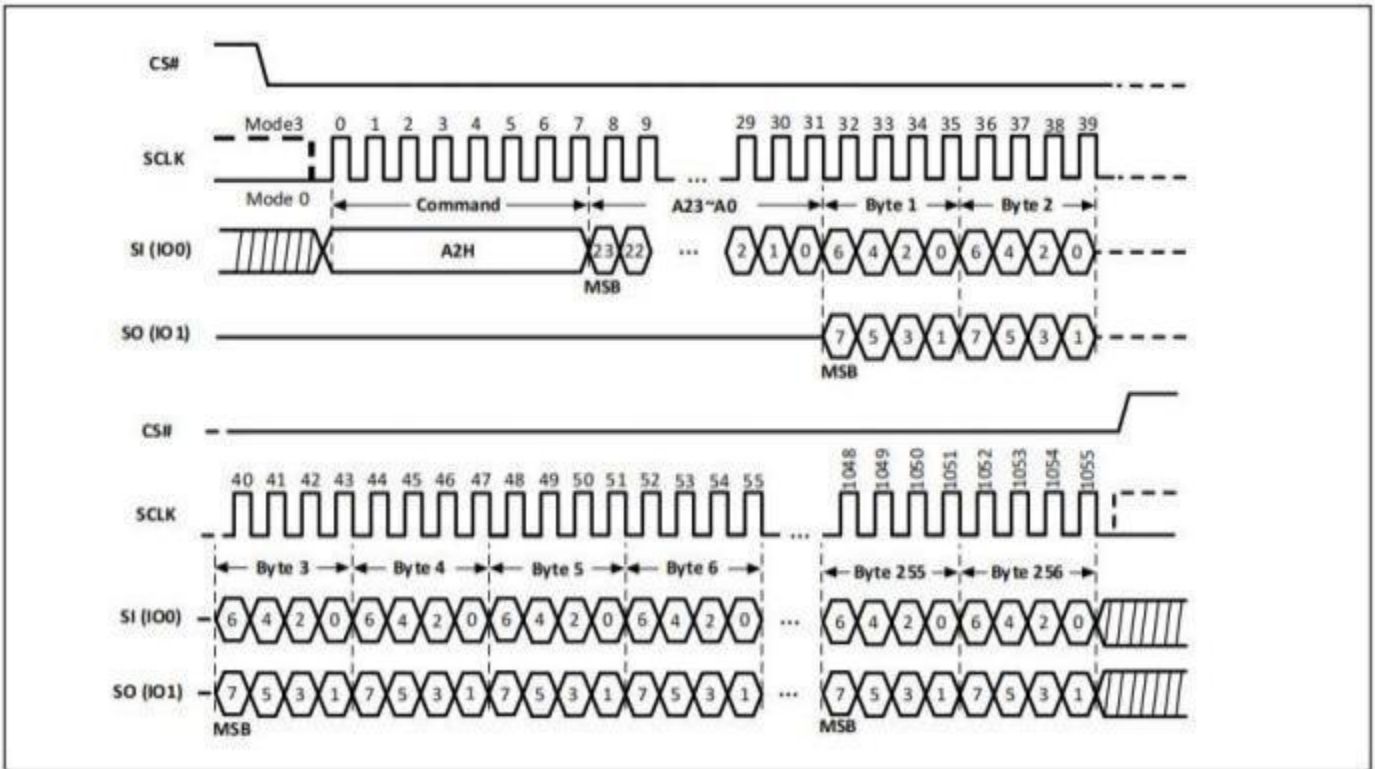 CS#
Mode3 0 1 2 3 4 5 6 7 8 9 29 30 31 32 33 34 35 36 37 38 39
SCLK ...
Mode 0 Command A23~A0 Byte 1 Byte 2
SI (IO0) A2H 23 22 ... 2 1 0 6 4 2 0 6 4 2 0
MSB
SO (IO1) 7 5 3 1 7 5 3 1
MSB
CS#
40 41 42 43 44 45 46 47 48 49 50 51 52 53 54 55 1048 1049 1050 1051 1052 1053 1054 1055
SCLK ...
Byte 3 Byte 4 Byte 5 Byte 6 Byte 255 Byte 256
SI (IO0) 6 4 2 0 6 4 2 0 6 4 2 0 6 4 2 0 ... 6 4 2 0 6 4 2 0
SO (IO1) 7 5 3 1 7 5 3 1 7 5 3 1 7 5 3 1 ... 7 5 3 1 7 5 3 1
MSB MSB